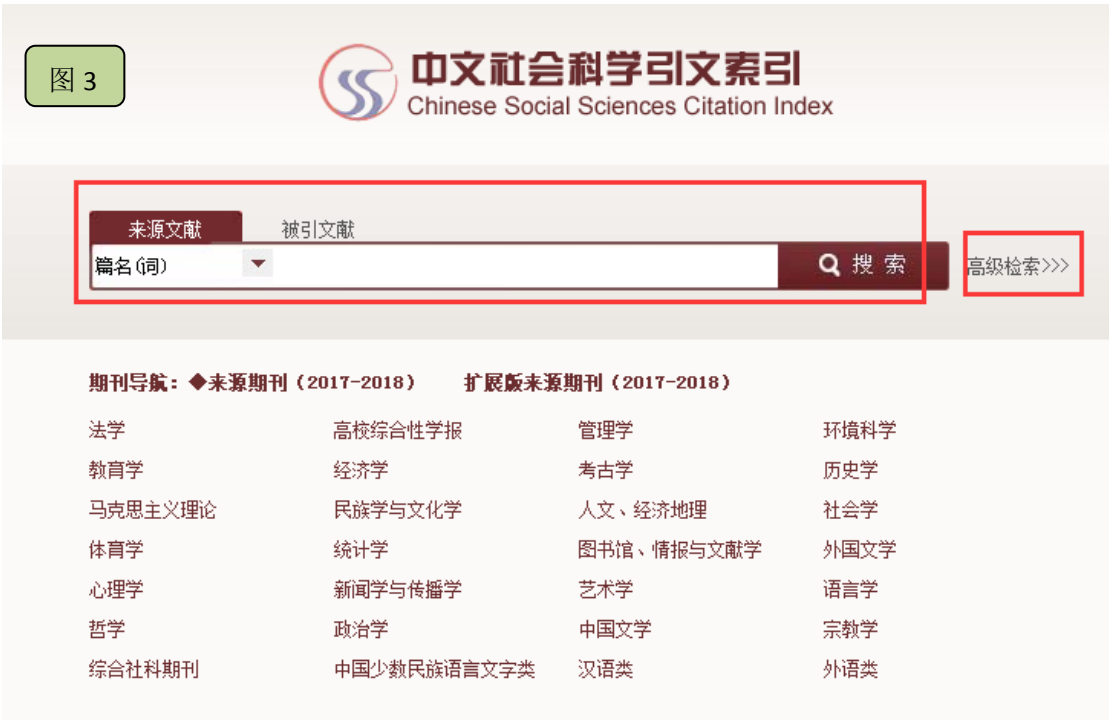 图 3
中文社会科学引文索引
Chinese Social Sciences Citation Index
来源文献 被引文献
篇名(词) 搜 索 高级检索>>>
期刊导航：◆来源期刊（2017-2018） 扩展版来源期刊（2017-2018）
法学 高校综合性学报 管理学 环境科学
教育学 经济学 考古学 历史学
马克思主义理论 民族学与文化学 人文、经济地理 社会学
体育学 统计学 图书馆、情报与文献学 外国文学
心理学 新闻学与传播学 艺术学 语言学
哲学 政治学 中国文学 宗教学
综合社科期刊 中国少数民族语言文字类 汉语类 外语类